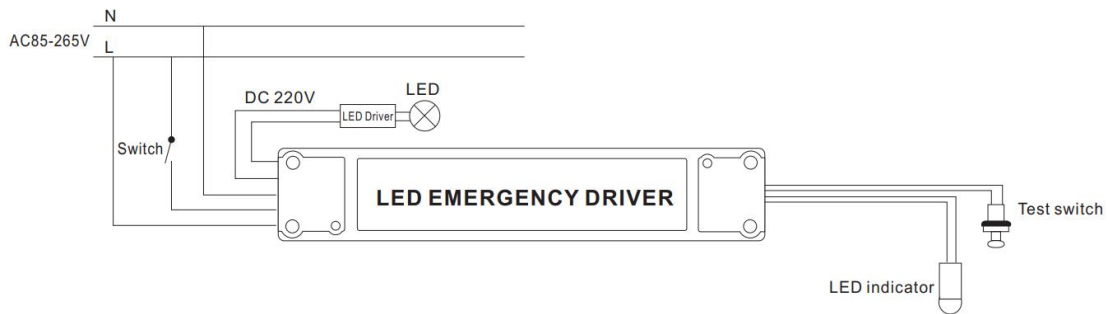 N
AC85-265V
L
DC 220V
LED
LED Driver
Switch
LED EMERGENCY DRIVER
Test switch
LED indicator